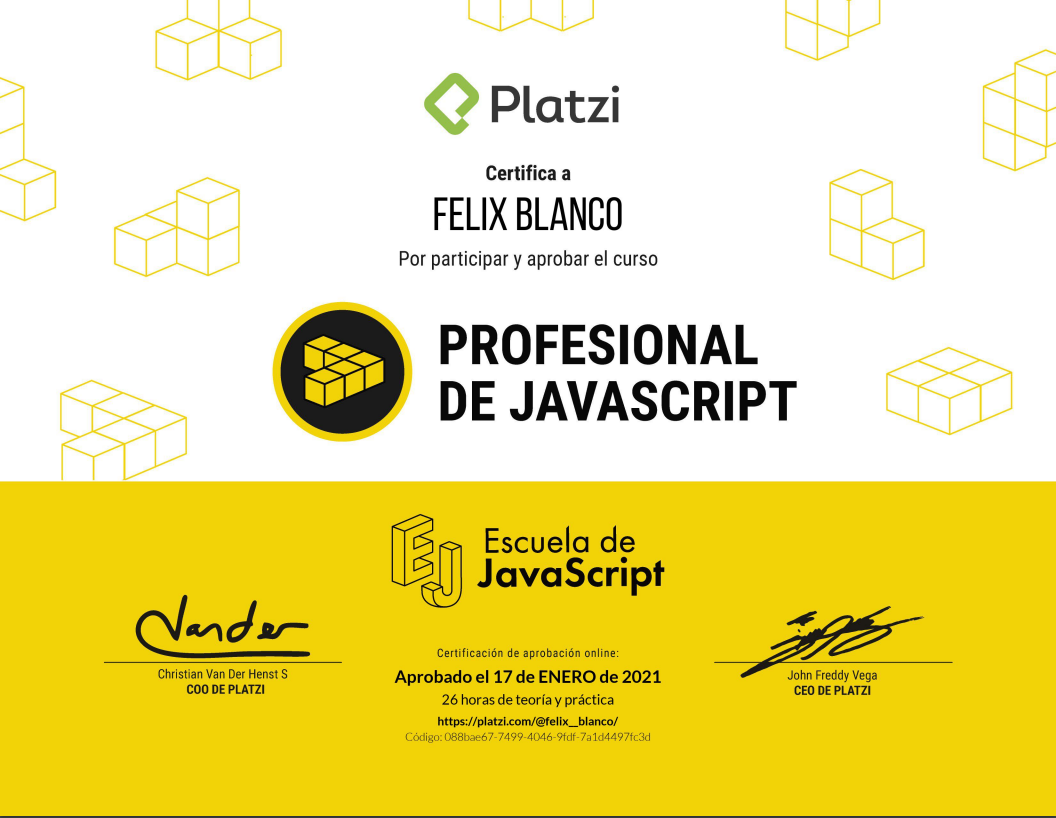 Platzi
Certifica a
FELIX BLANCO
Por participar y aprobar el curso
PROFESIONAL
DE JAVASCRIPT
EJ
Escuela de
JavaScript
Vander
Christian Van Der Henst S
COO DE PLATZI
Certificación de aprobación online:
Aprobado el 17 de ENERO de 2021
26 horas de teoría y práctica
https://platzi.com/@felix__blanco/
Código: 088bae67-7499-4046-9fdf-7a1d4497fc3d
John Freddy Vega
CEO DE PLATZI